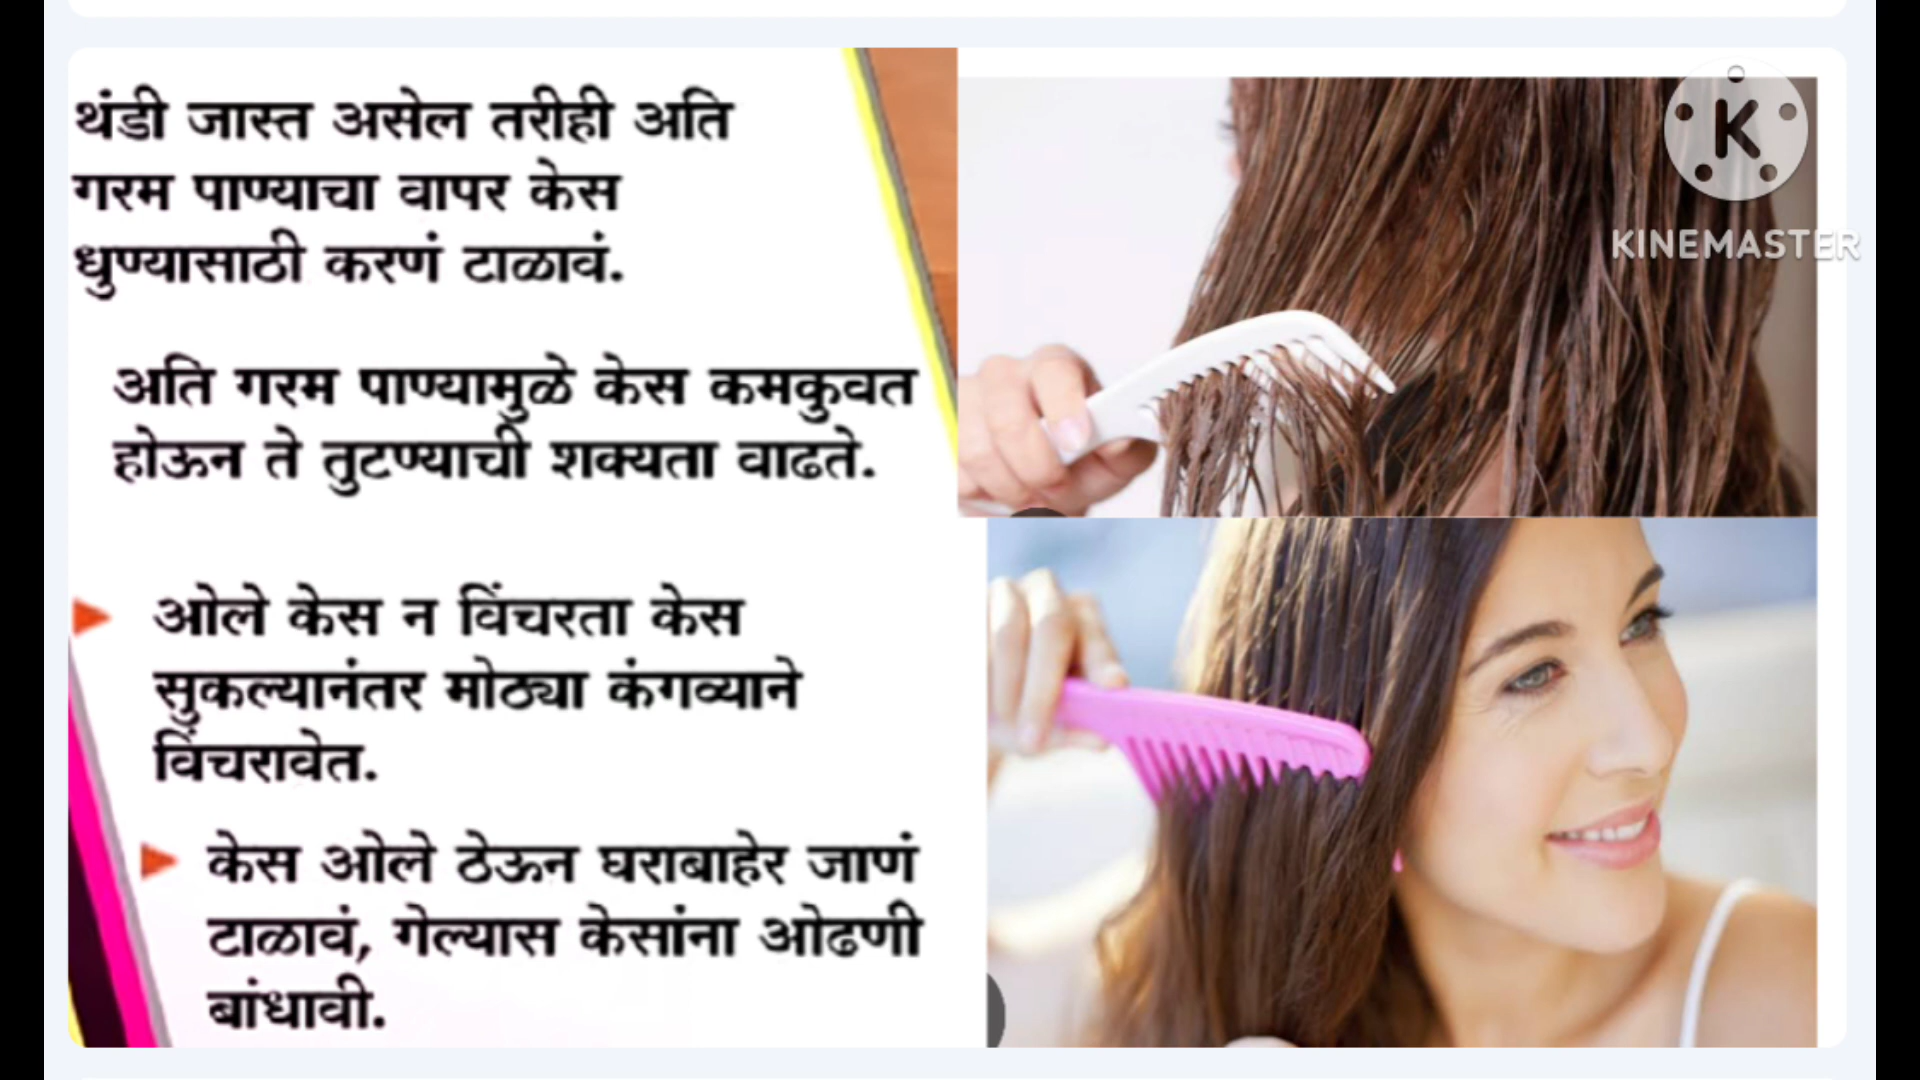 थंडी जास्त असेल तरीही अति
गरम पाण्याचा वापर केस
धुण्यासाठी करणं टाळावं.
अति गरम पाण्यामुळे केस कमकुवत
होऊन ते तुटण्याची शक्यता वाढते.
ओले केस न विंचरता केस
सुकल्यानंतर मोठ्या कंगव्याने
विंचरावेत.
केस ओले ठेऊन घराबाहेर जाणं
टाळावं, गेल्यास केसांना ओढणी
बांधावी.
K
KINEMASTER